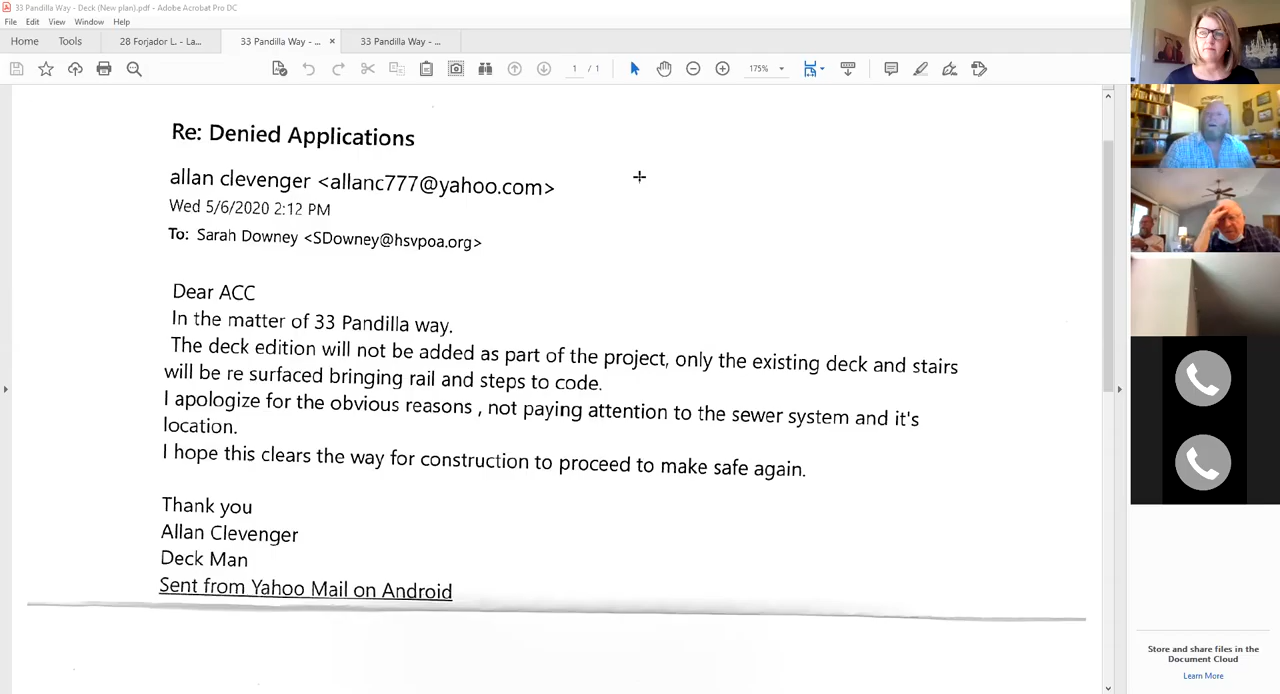 33 Pandilla Way - Deck (New plan).pdf - Adobe Acrobat Pro DC
File Edit View Window Help
Home Tools 28 Forjador L. - La... 33 Pandilla Way - ... × 33 Pandilla Way - ...
1 / 1 175%
Re: Denied Applications
allan clevenger <allanc777@yahoo.com>
Wed 5/6/2020 2:12 PM
To: Sarah Downey <SDowney@hsvpoa.org>
Dear ACC
In the matter of 33 Pandilla way.
The deck edition will not be added as part of the project, only the existing deck and stairs
will be re surfaced bringing rail and steps to code.
I apologize for the obvious reasons , not paying attention to the sewer system and it's
location.
I hope this clears the way for construction to proceed to make safe again.
Thank you
Allan Clevenger
Deck Man
Sent from Yahoo Mail on Android
Store and share files in the
Document Cloud
Learn More